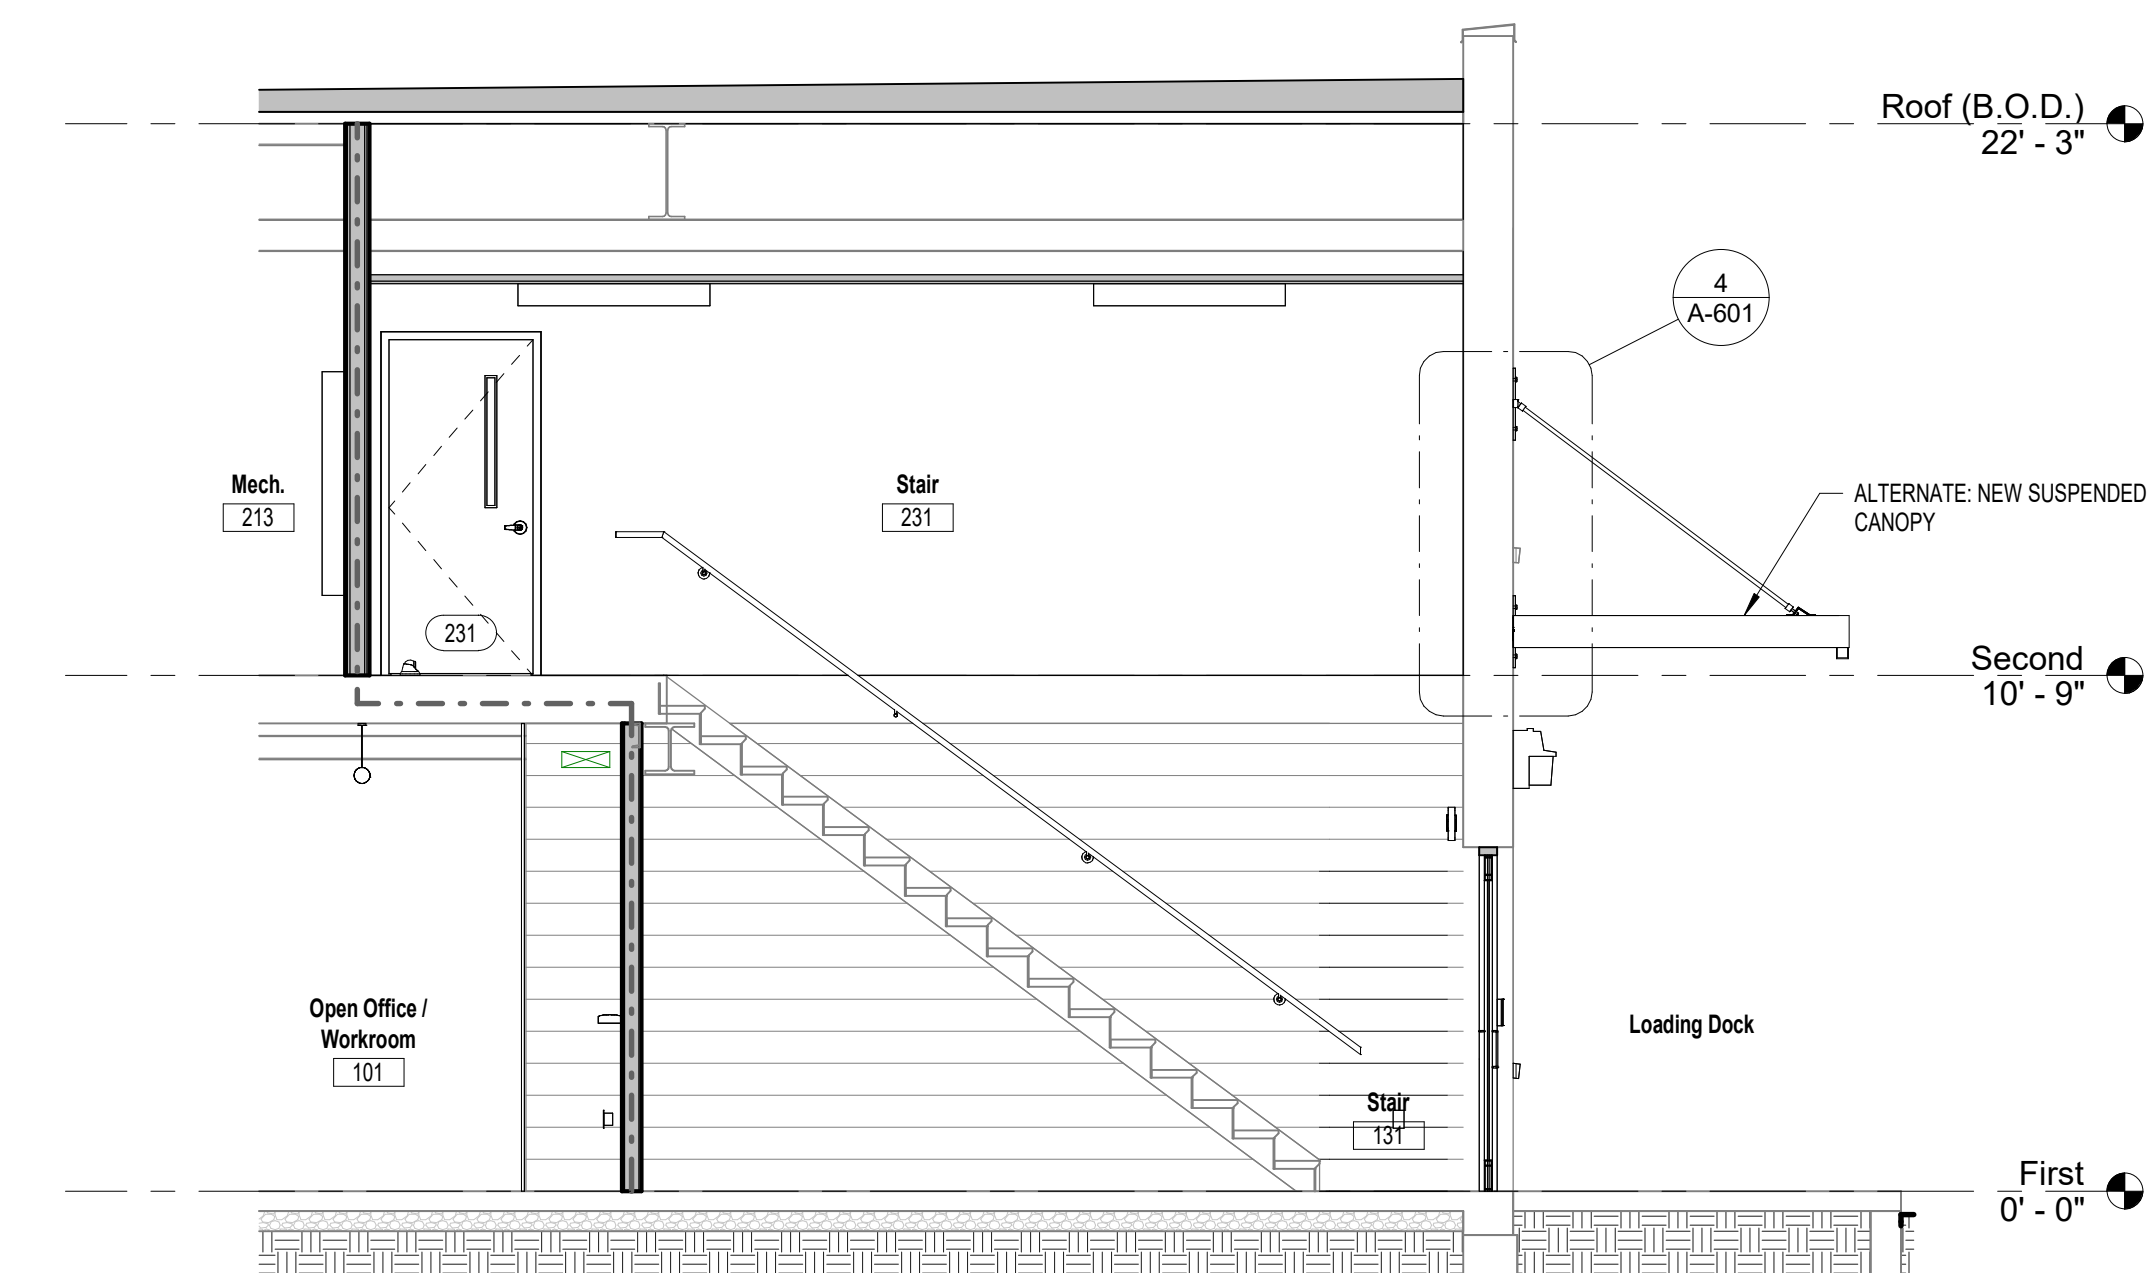 Roof (B.O.D.)
22' - 3"
4
A-601
Mech.
213
Stair
231
ALTERNATE: NEW SUSPENDED
CANOPY
231
Second
10' - 9"
Open Office /
Workroom
101
Loading Dock
Stair
131
First
0' - 0"